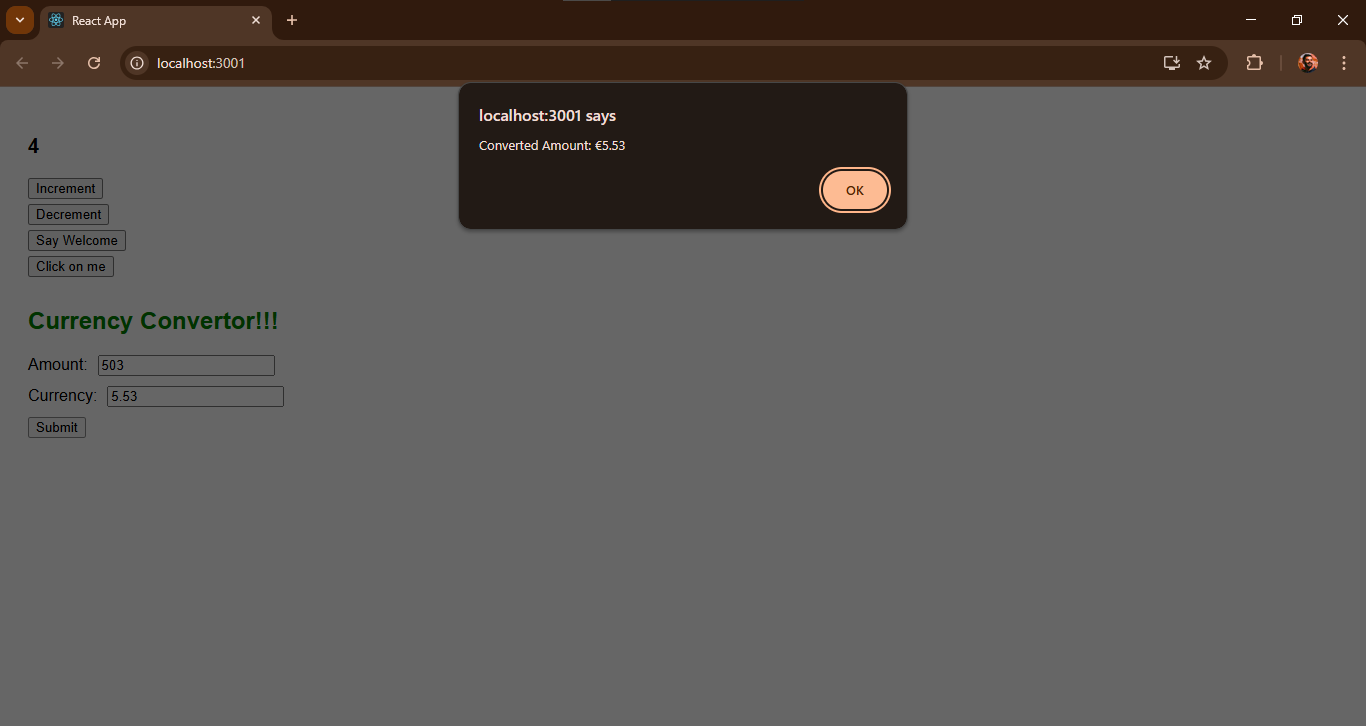 React App
localhost:3001
localhost:3001 says
Converted Amount: €5.53
OK
4
Increment
Decrement
Say Welcome
Click on me
Currency Convertor!!!
Amount: 503
Currency: 5.53
Submit